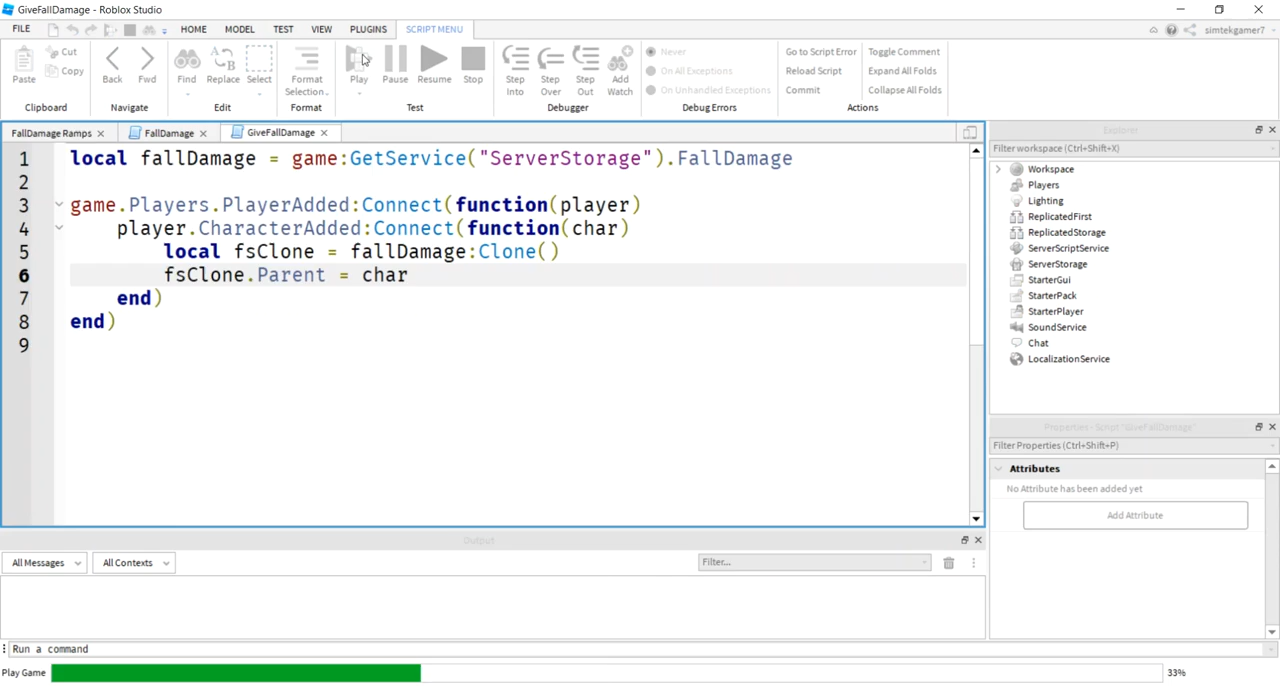 GiveFallDamage - Roblox Studio
FILE HOME MODEL TEST VIEW PLUGINS SCRIPT MENU simtekgamer7
Paste Cut Copy Back Fwd Find Replace Select Format Selection Play Pause Resume Stop Step Into Step Over Step Out Add Watch
Never
On All Exceptions
On Unhandled Exceptions
Go to Script Error Toggle Comment
Reload Script Expand All Folds
Commit Collapse All Folds
Clipboard Navigate Edit Format Test Debugger Debug Errors Actions
FallDamage Ramps FallDamage GiveFallDamage
1 local fallDamage = game:GetService("ServerStorage").FallDamage
2
3 game.Players.PlayerAdded:Connect(function(player)
4 player.CharacterAdded:Connect(function(char)
5 local fsClone = fallDamage:Clone()
6 fsClone.Parent = char
7 end)
8 end)
9
Explorer
Filter workspace (Ctrl+Shift+X)
Workspace
Players
Lighting
ReplicatedFirst
ReplicatedStorage
ServerScriptService
ServerStorage
StarterGui
StarterPack
StarterPlayer
SoundService
Chat
LocalizationService
Properties - Script "GiveFallDamage"
Filter Properties (Ctrl+Shift+P)
Attributes
No Attribute has been added yet
Add Attribute
Output
All Messages All Contexts Filter...
Run a command
Play Game 33%